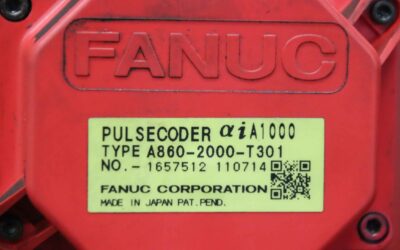 FANUC
PULSECODER αiA1000
TYPE A860-2000-T301
NO.- 1657512 110714
FANUC CORPORATION
MADE IN JAPAN PAT.PEND.